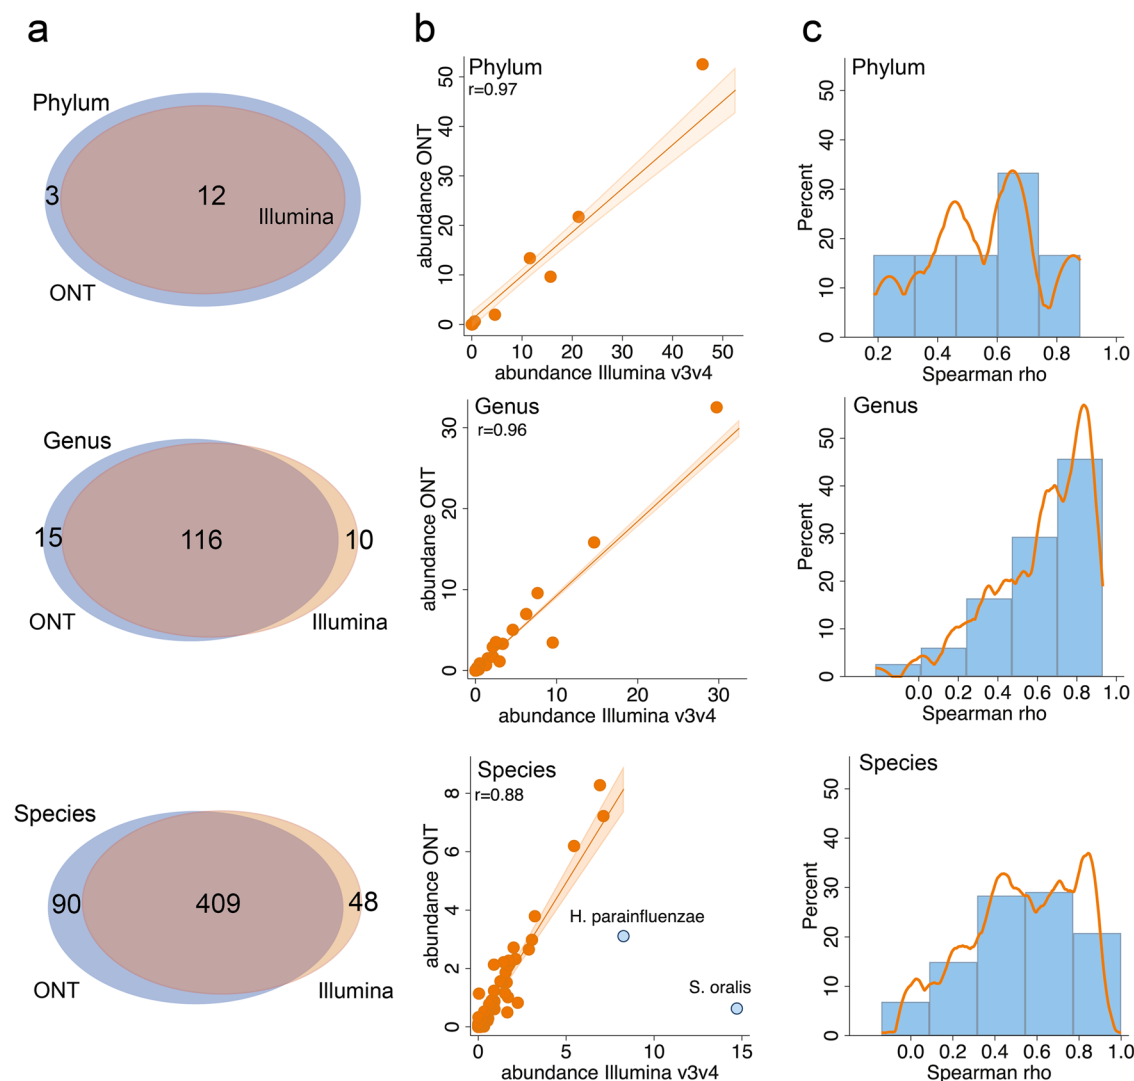 a
Phylum
3
12
Illumina
ONT
Genus
15
116
10
ONT
Illumina
Species
90
409
48
ONT
Illumina
b
Phylum
r=0.97
abundance ONT
0
10
20
30
40
50
0 10 20 30 40 50
abundance Illumina v3v4
Genus
r=0.96
abundance ONT
0
10
20
30
0 10 20 30
abundance Illumina v3v4
Species
r=0.88
abundance ONT
0
2
4
6
8
H. parainfluenzae
S. oralis
0 5 10 15
abundance Illumina v3v4
c
Phylum
Percent
0
10
20
30
40
50
0.2 0.4 0.6 0.8 1.0
Spearman rho
Genus
Percent
0
10
20
30
40
50
0.0 0.2 0.4 0.6 0.8 1.0
Spearman rho
Species
Percent
0
10
20
30
40
50
0.0 0.2 0.4 0.6 0.8 1.0
Spearman rho